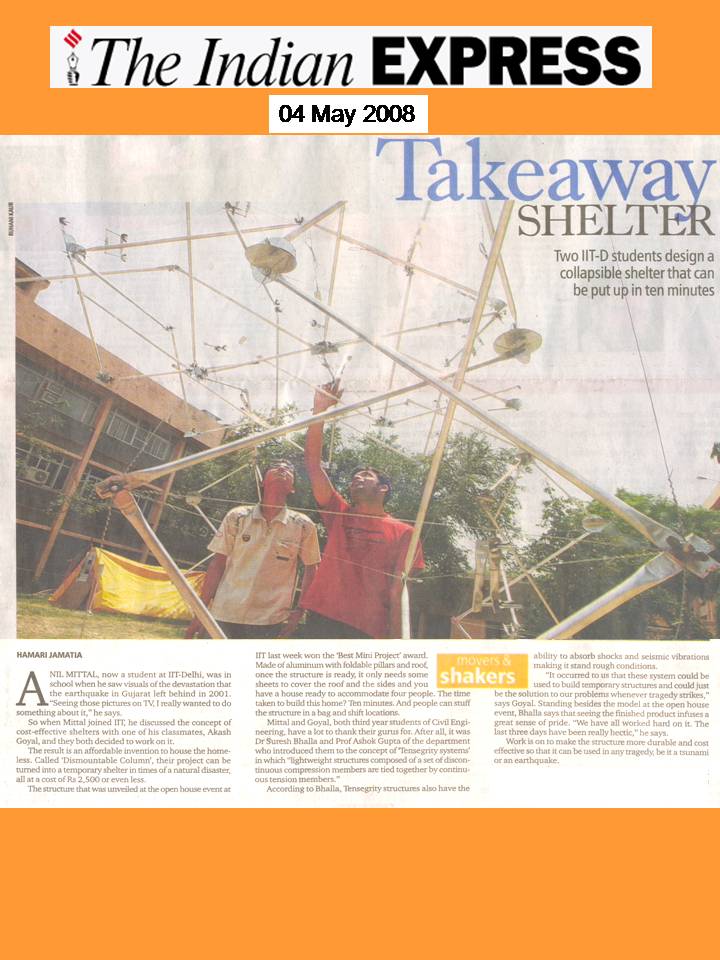 The Indian EXPRESS
04 May 2008
Takeaway
SHELTER
Two IIT-D students design a
collapsible shelter that can
be put up in ten minutes
RUHANI KAUR
HAMARI JAMATIA
ANIL MITTAL, now a student at IIT-Delhi, was in
school when he saw visuals of the devastation that
the earthquake in Gujarat left behind in 2001.
"Seeing those pictures on TV, I really wanted to do
something about it," he says.
So when Mittal joined IIT, he discussed the concept of
cost-effective shelters with one of his classmates, Akash
Goyal, and they both decided to work on it.
The result is an affordable invention to house the home-
less. Called 'Dismountable Column', their project can be
turned into a temporary shelter in times of a natural disaster,
all at a cost of Rs 2,500 or even less.
The structure that was unveiled at the open house event at
IIT last week won the 'Best Mini Project' award.
Made of aluminum with foldable pillars and roof,
once the structure is ready, it only needs some
sheets to cover the roof and the sides and you
have a house ready to accommodate four people. The time
taken to build this home? Ten minutes. And people can stuff
the structure in a bag and shift locations.
Mittal and Goyal, both third year students of Civil Engi-
neering, have a lot to thank their gurus for. After all, it was
Dr Suresh Bhalla and Prof Ashok Gupta of the department
who introduced them to the concept of 'Tensegrity systems'
in which "lightweight structures composed of a set of discon-
tinuous compression members are tied together by continu-
ous tension members."
According to Bhalla, Tensegrity structures also have the
movers &
shakers
ability to absorb shocks and seismic vibrations
making it stand rough conditions.
"It occurred to us that these system could be
used to build temporary structures and could just
be the solution to our problems whenever tragedy strikes,"
says Goyal. Standing besides the model at the open house
event, Bhalla says that seeing the finished product infuses a
great sense of pride. "We have all worked hard on it. The
last three days have been really hectic," he says.
Work is on to make the structure more durable and cost
effective so that it can be used in any tragedy, be it a tsunami
or an earthquake.